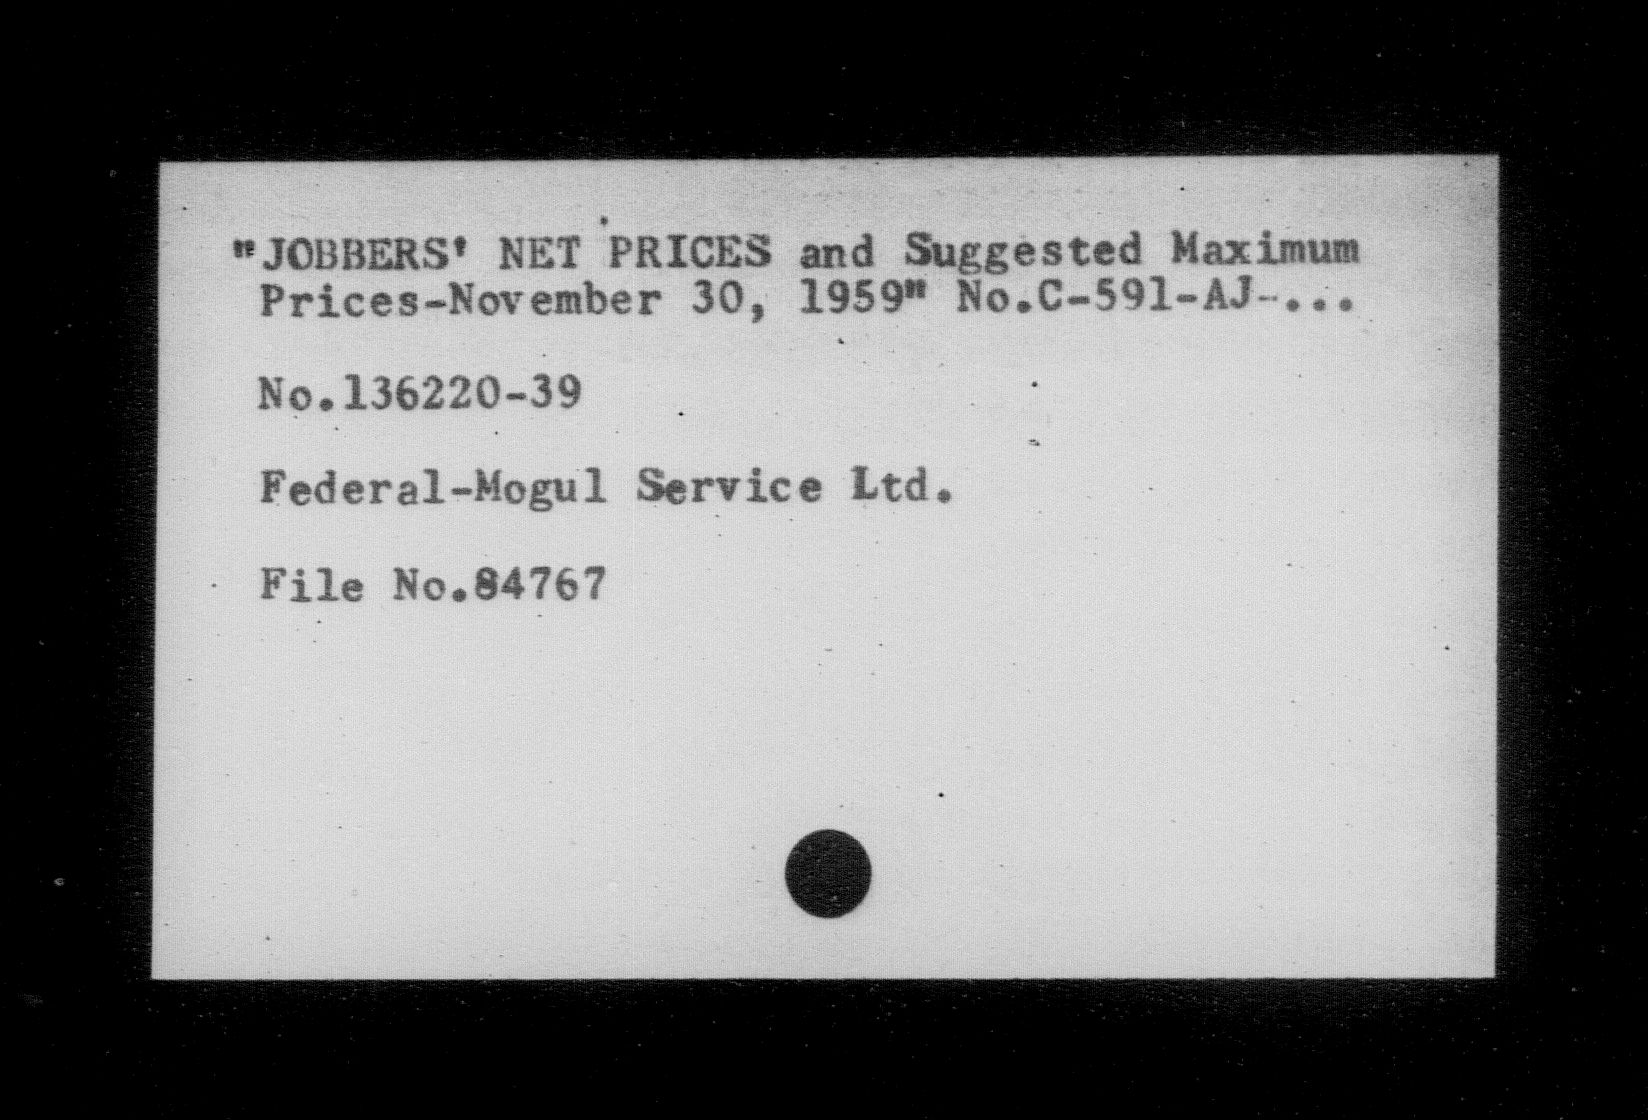 "JOBBERS' NET PRICES and Suggested Maximum
Prices-November 30, 1959" No.C-591-AJ-...
No.136220-39
Federal-Mogul Service Ltd.
File No.84767